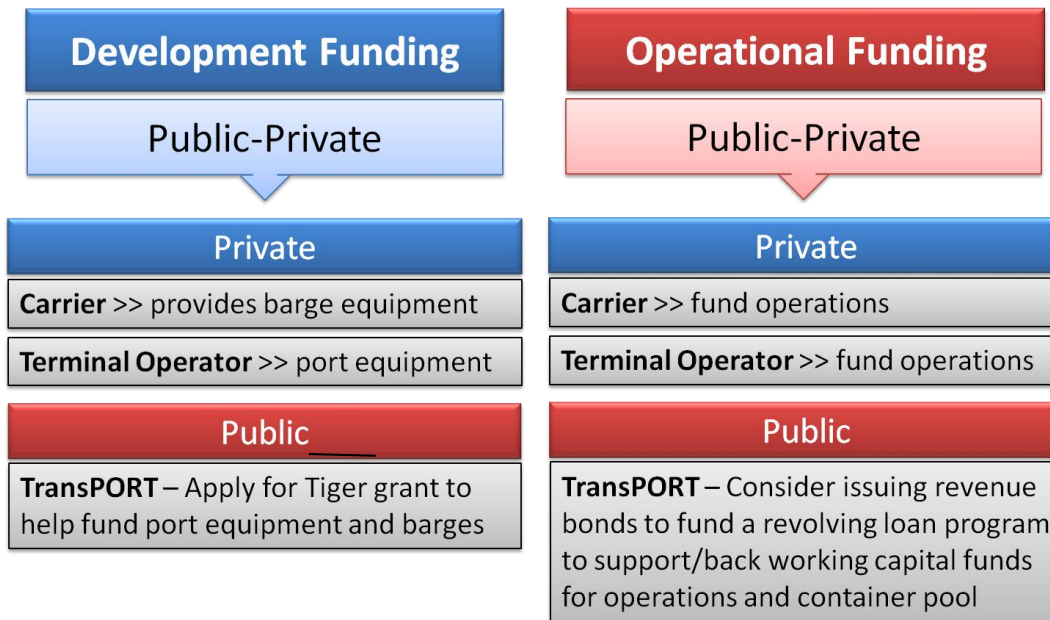 Development Funding
Public-Private
Private
Carrier >> provides barge equipment
Terminal Operator >> port equipment
Public
TransPORT – Apply for Tiger grant to
help fund port equipment and barges
Operational Funding
Public-Private
Private
Carrier >> fund operations
Terminal Operator >> fund operations
Public
TransPORT – Consider issuing revenue
bonds to fund a revolving loan program
to support/back working capital funds
for operations and container pool